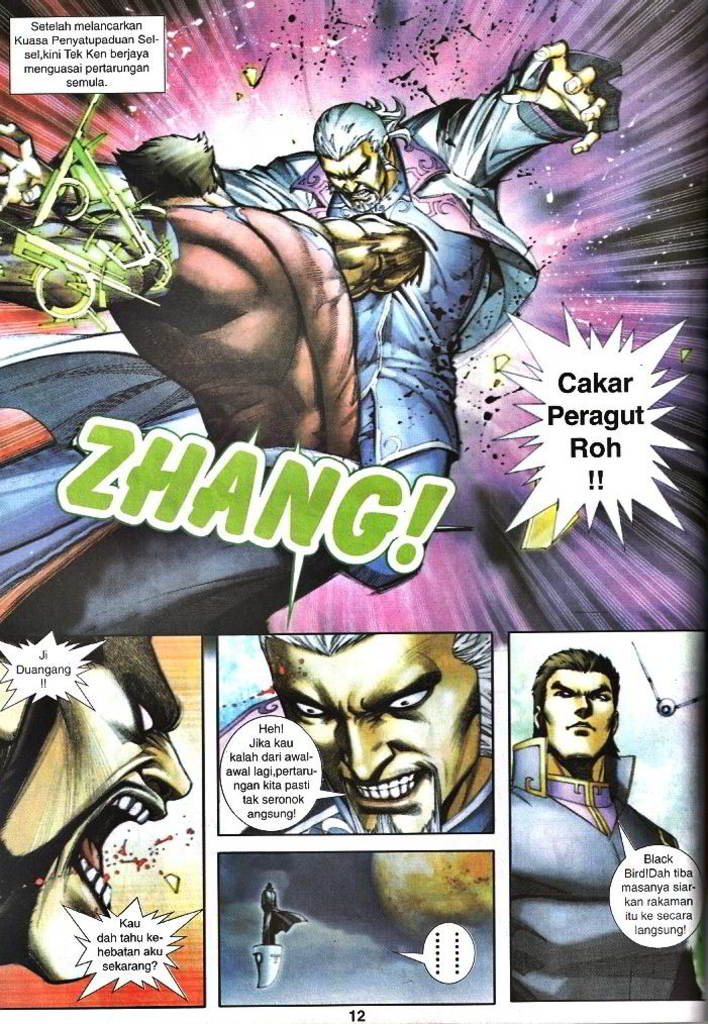 Setelah melancarkan
Kuasa Penyatupaduan Sel-
sel,kini Tek Ken berjaya
menguasai pertarungan
semula.
Cakar
Peragut
Roh
!!
ZHANG!
Ji
Duangang
!!
Kau
dah tahu ke-
hebatan aku
sekarang?
Heh!
Jika kau
kalah dari awal-
awal lagi,pertaru-
ngan kita pasti
tak seronok
angsung!
Black
Bird!Dah tiba
masanya siar-
kan rakaman
itu ke secara
langsung!
12